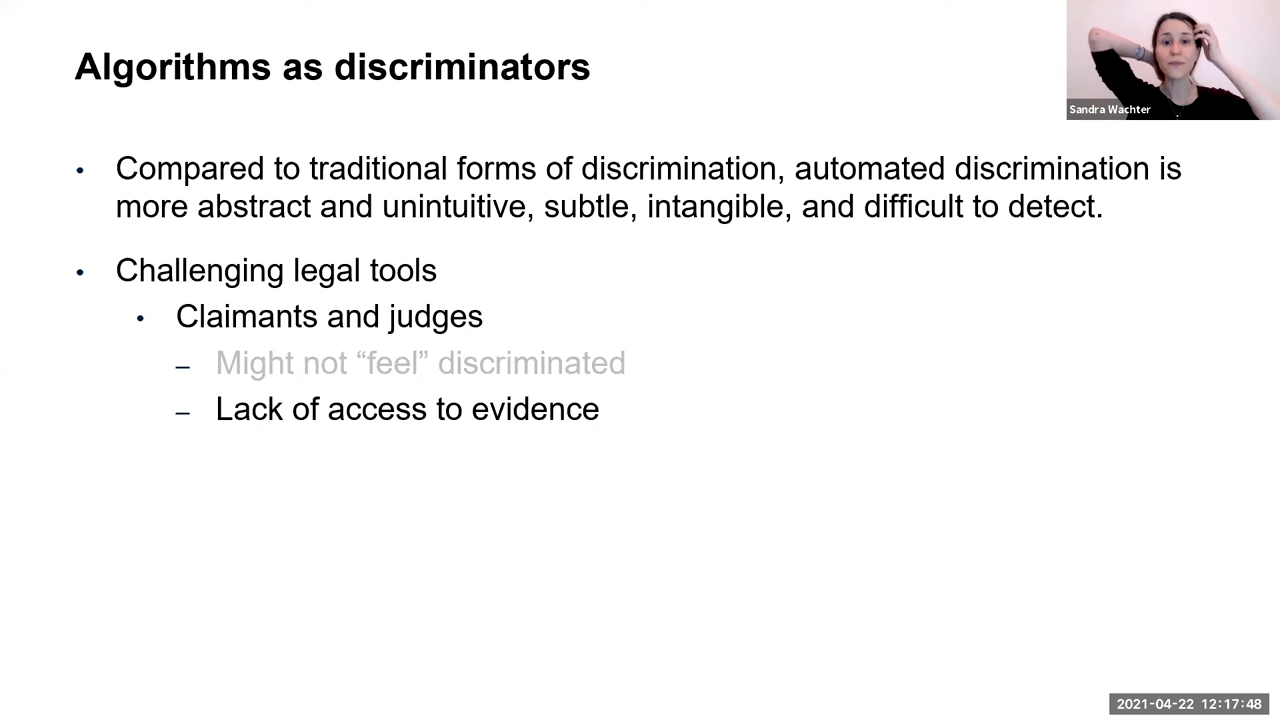 Algorithms as discriminators
Sandra Wachter
• Compared to traditional forms of discrimination, automated discrimination is
more abstract and unintuitive, subtle, intangible, and difficult to detect.
• Challenging legal tools
• Claimants and judges
– Might not “feel” discriminated
– Lack of access to evidence
2021-04-22 12:17:48